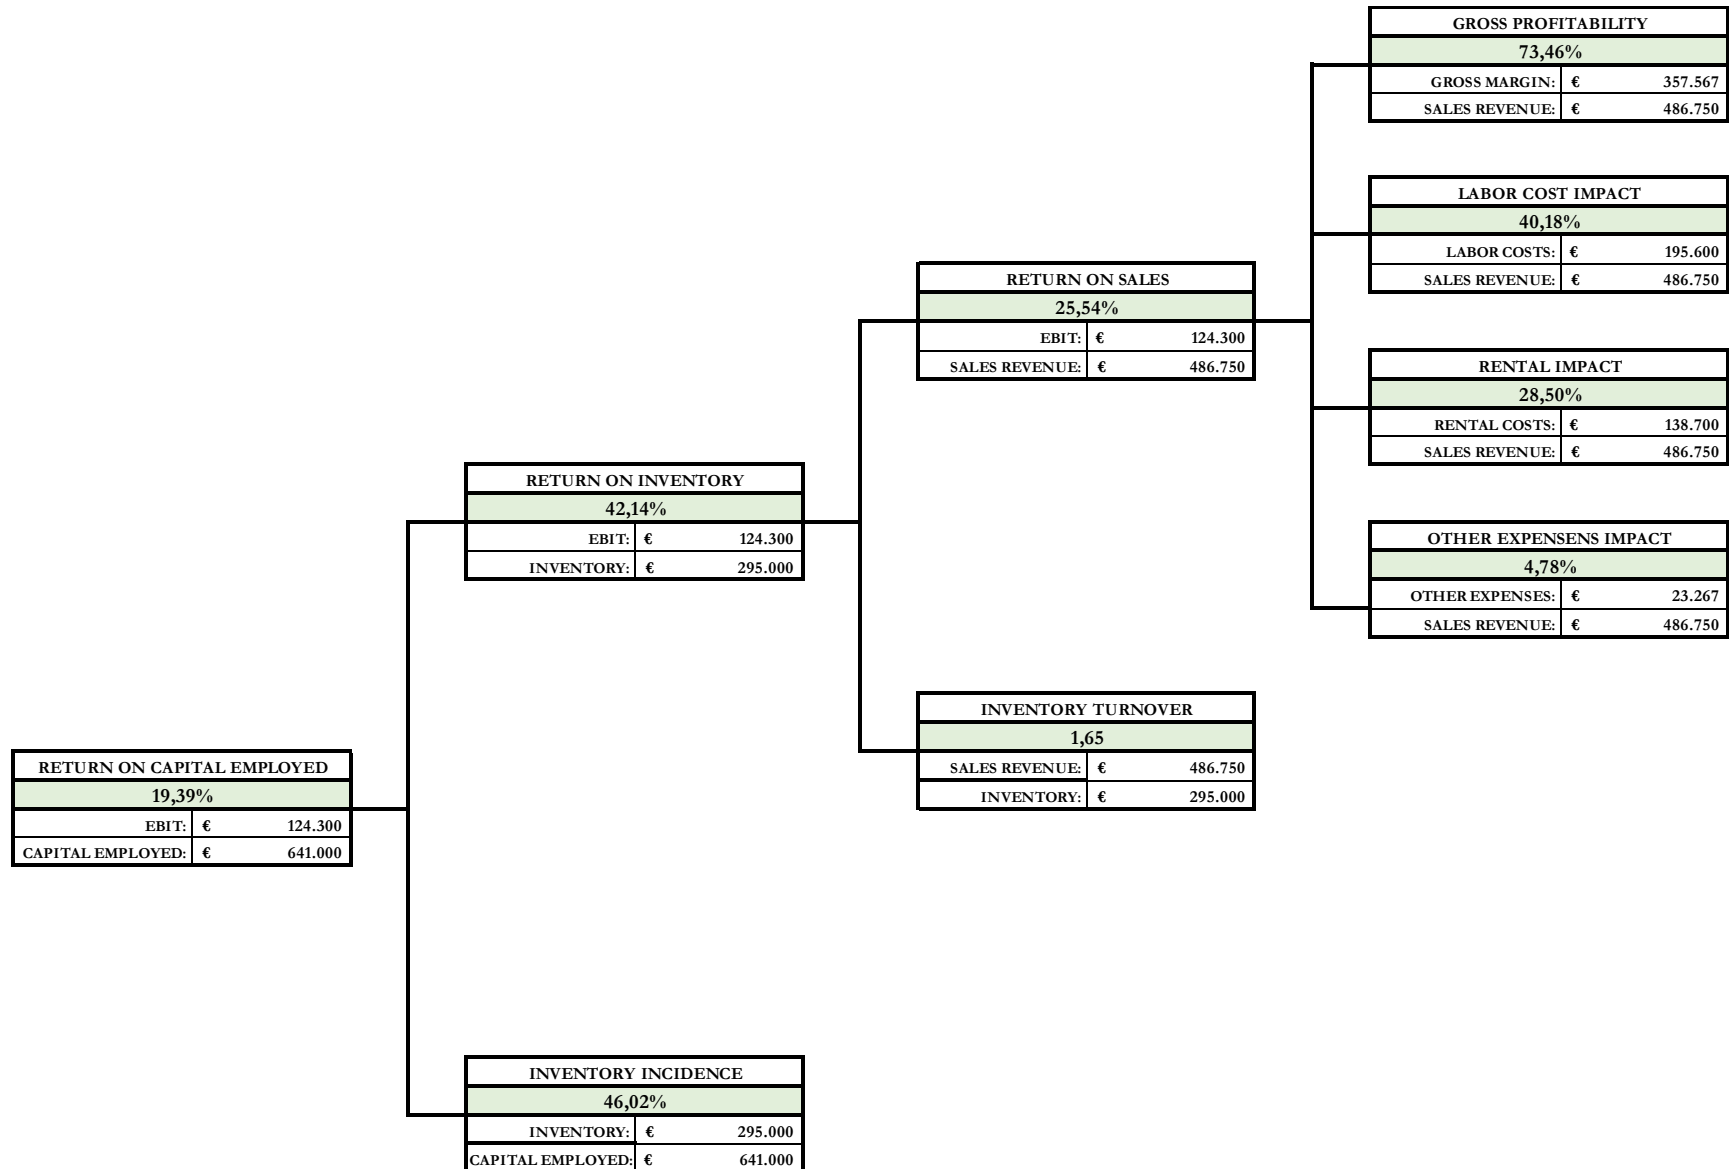 GROSS PROFITABILITY
73,46%
GROSS MARGIN: € 357.567
SALES REVENUE: € 486.750
LABOR COST IMPACT
40,18%
LABOR COSTS: € 195.600
SALES REVENUE: € 486.750
RETURN ON SALES
25,54%
EBIT: € 124.300
SALES REVENUE: € 486.750
RENTAL IMPACT
28,50%
RENTAL COSTS: € 138.700
SALES REVENUE: € 486.750
RETURN ON INVENTORY
42,14%
EBIT: € 124.300
INVENTORY: € 295.000
OTHER EXPENSENS IMPACT
4,78%
OTHER EXPENSES: € 23.267
SALES REVENUE: € 486.750
INVENTORY TURNOVER
1,65
SALES REVENUE: € 486.750
INVENTORY: € 295.000
RETURN ON CAPITAL EMPLOYED
19,39%
EBIT: € 124.300
CAPITAL EMPLOYED: € 641.000
INVENTORY INCIDENCE
46,02%
INVENTORY: € 295.000
CAPITAL EMPLOYED: € 641.000